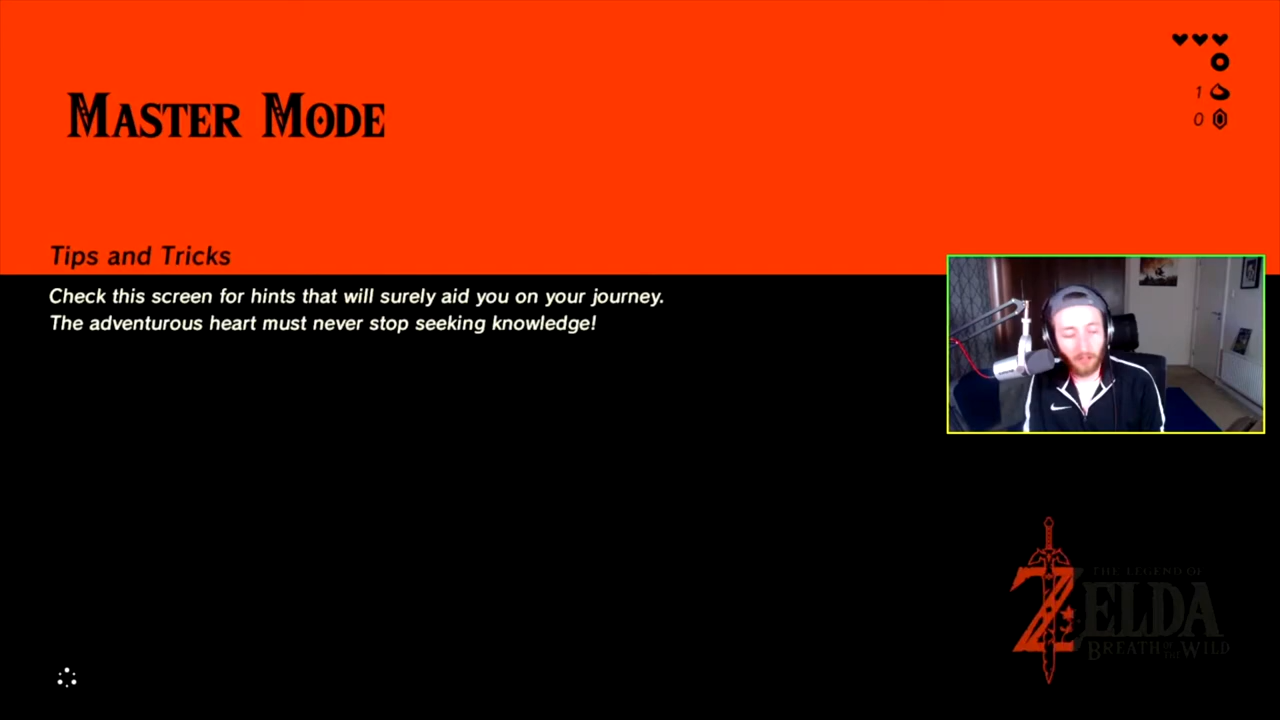 MASTER MODE
1
0
Tips and Tricks
Check this screen for hints that will surely aid you on your journey.
The adventurous heart must never stop seeking knowledge!
THE LEGEND OF
ZELDA
BREATH OF THE WILD